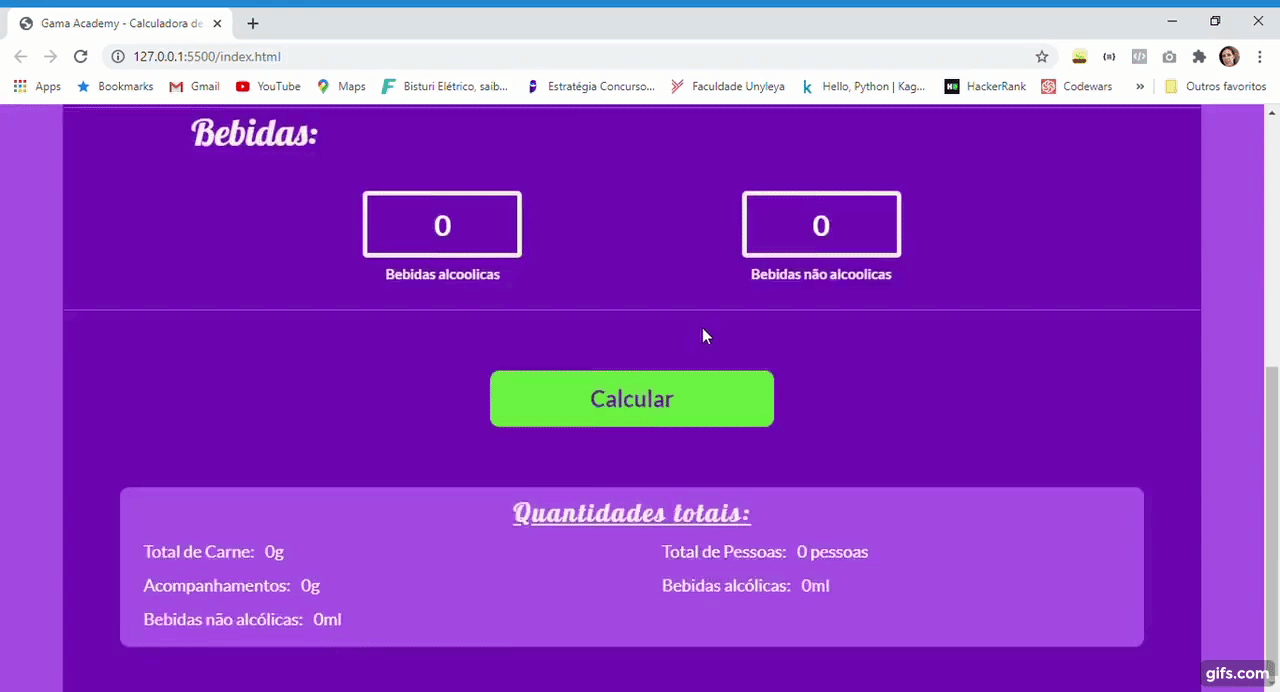 Gama Academy - Calculadora de
127.0.0.1:5500/index.html
Apps Bookmarks Gmail YouTube Maps Bisturi Elétrico, saib... Estratégia Concurso... Faculdade Unyleya Hello, Python | Kag... HackerRank Codewars » Outros favoritos
Bebidas:
0 0
Bebidas alcoolicas Bebidas não alcoolicas
Calcular
Quantidades totais:
Total de Carne: 0g Total de Pessoas: 0 pessoas
Acompanhamentos: 0g Bebidas alcólicas: 0ml
Bebidas não alcólicas: 0ml
gifs.com